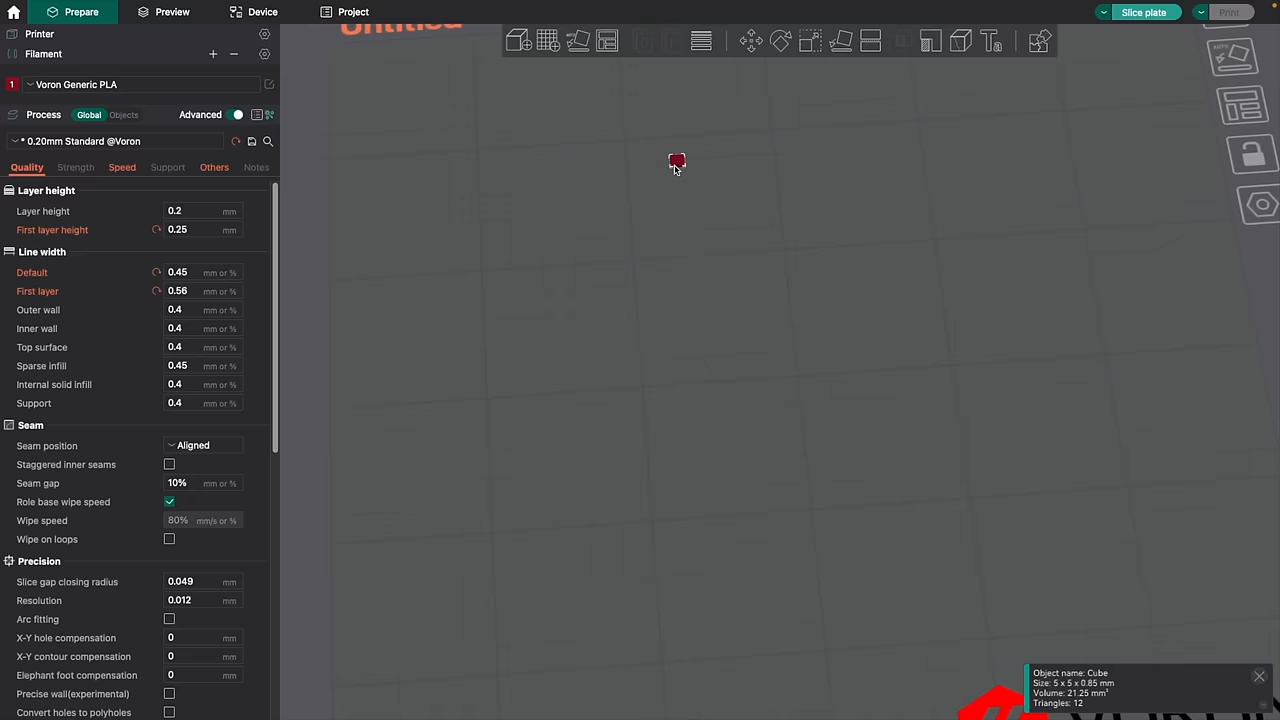 Prepare
Preview
Device
Project
Slice plate
Print
Printer
Filament
1
Voron Generic PLA
Process
Global
Objects
Advanced
* 0.20mm Standard @Voron
Quality
Strength
Speed
Support
Others
Notes
Layer height
Layer height 0.2 mm
First layer height 0.25 mm
Line width
Default 0.45 mm or %
First layer 0.56 mm or %
Outer wall 0.4 mm or %
Inner wall 0.4 mm or %
Top surface 0.4 mm or %
Sparse infill 0.45 mm or %
Internal solid infill 0.4 mm or %
Support 0.4 mm or %
Seam
Seam position Aligned
Staggered inner seams
Seam gap 10% mm or %
Role base wipe speed
Wipe speed 80% mm/s or %
Wipe on loops
Precision
Slice gap closing radius 0.049 mm
Resolution 0.012 mm
Arc fitting
X-Y hole compensation 0 mm
X-Y contour compensation 0 mm
Elephant foot compensation 0 mm
Precise wall(experimental)
Convert holes to polyholes
Untitled
AUTO
Object name: Cube
Size: 5 x 5 x 0.85 mm
Volume: 21.25 mm³
Triangles: 12